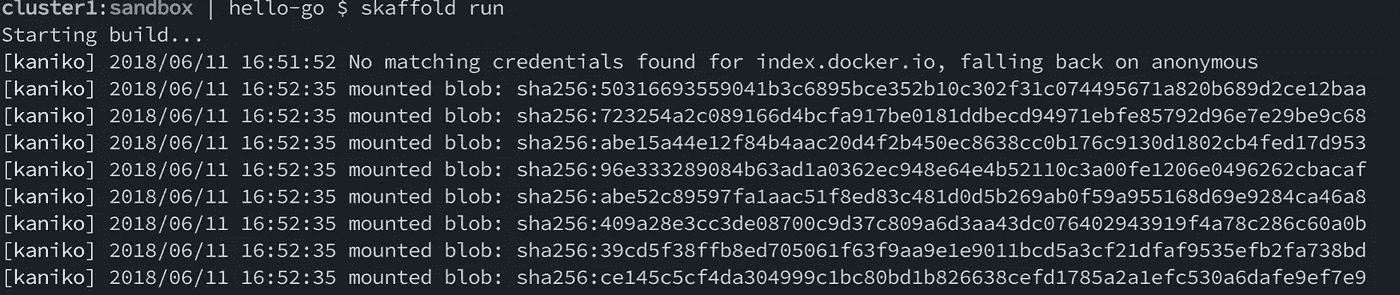 cluster1:sandbox | hello-go $ skaffold run
Starting build...
[kaniko] 2018/06/11 16:51:52 No matching credentials found for index.docker.io, falling back on anonymous
[kaniko] 2018/06/11 16:52:35 mounted blob: sha256:50316693559041b3c6895bce352b10c302f31c074495671a820b689d2ce12baa
[kaniko] 2018/06/11 16:52:35 mounted blob: sha256:723254a2c089166d4bcfa917be0181ddbecd94971ebfe85792d96e7e29be9c68
[kaniko] 2018/06/11 16:52:35 mounted blob: sha256:abe15a44e12f84b4aac20d4f2b450ec8638cc0b176c9130d1802cb4fed17d953
[kaniko] 2018/06/11 16:52:35 mounted blob: sha256:96e333289084b63ad1a0362ec948e64e4b52110c3a00fe1206e0496262cbacaf
[kaniko] 2018/06/11 16:52:35 mounted blob: sha256:abe52c89597fa1aac51f8ed83c481d0d5b269ab0f59a955168d69e9284ca46a8
[kaniko] 2018/06/11 16:52:35 mounted blob: sha256:409a28e3cc3de08700c9d37c809a6d3aa43dc076402943919f4a78c286c60a0b
[kaniko] 2018/06/11 16:52:35 mounted blob: sha256:39cd5f38ffb8ed705061f63f9aa9e1e9011bcd5a3cf21dfaf9535efb2fa738bd
[kaniko] 2018/06/11 16:52:35 mounted blob: sha256:ce145c5cf4da304999c1bc80bd1b826638cefd1785a2a1efc530a6dafe9ef7e9